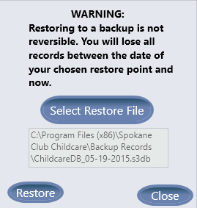 WARNING:
Restoring to a backup is not
reversible. You will lose all
records between the date of
your chosen restore point and
now.
Select Restore File
C:\Program Files (x86)\Spokane
Club Childcare\Backup Records
\ChildcareDB_05-19-2015.s3db
Restore
Close